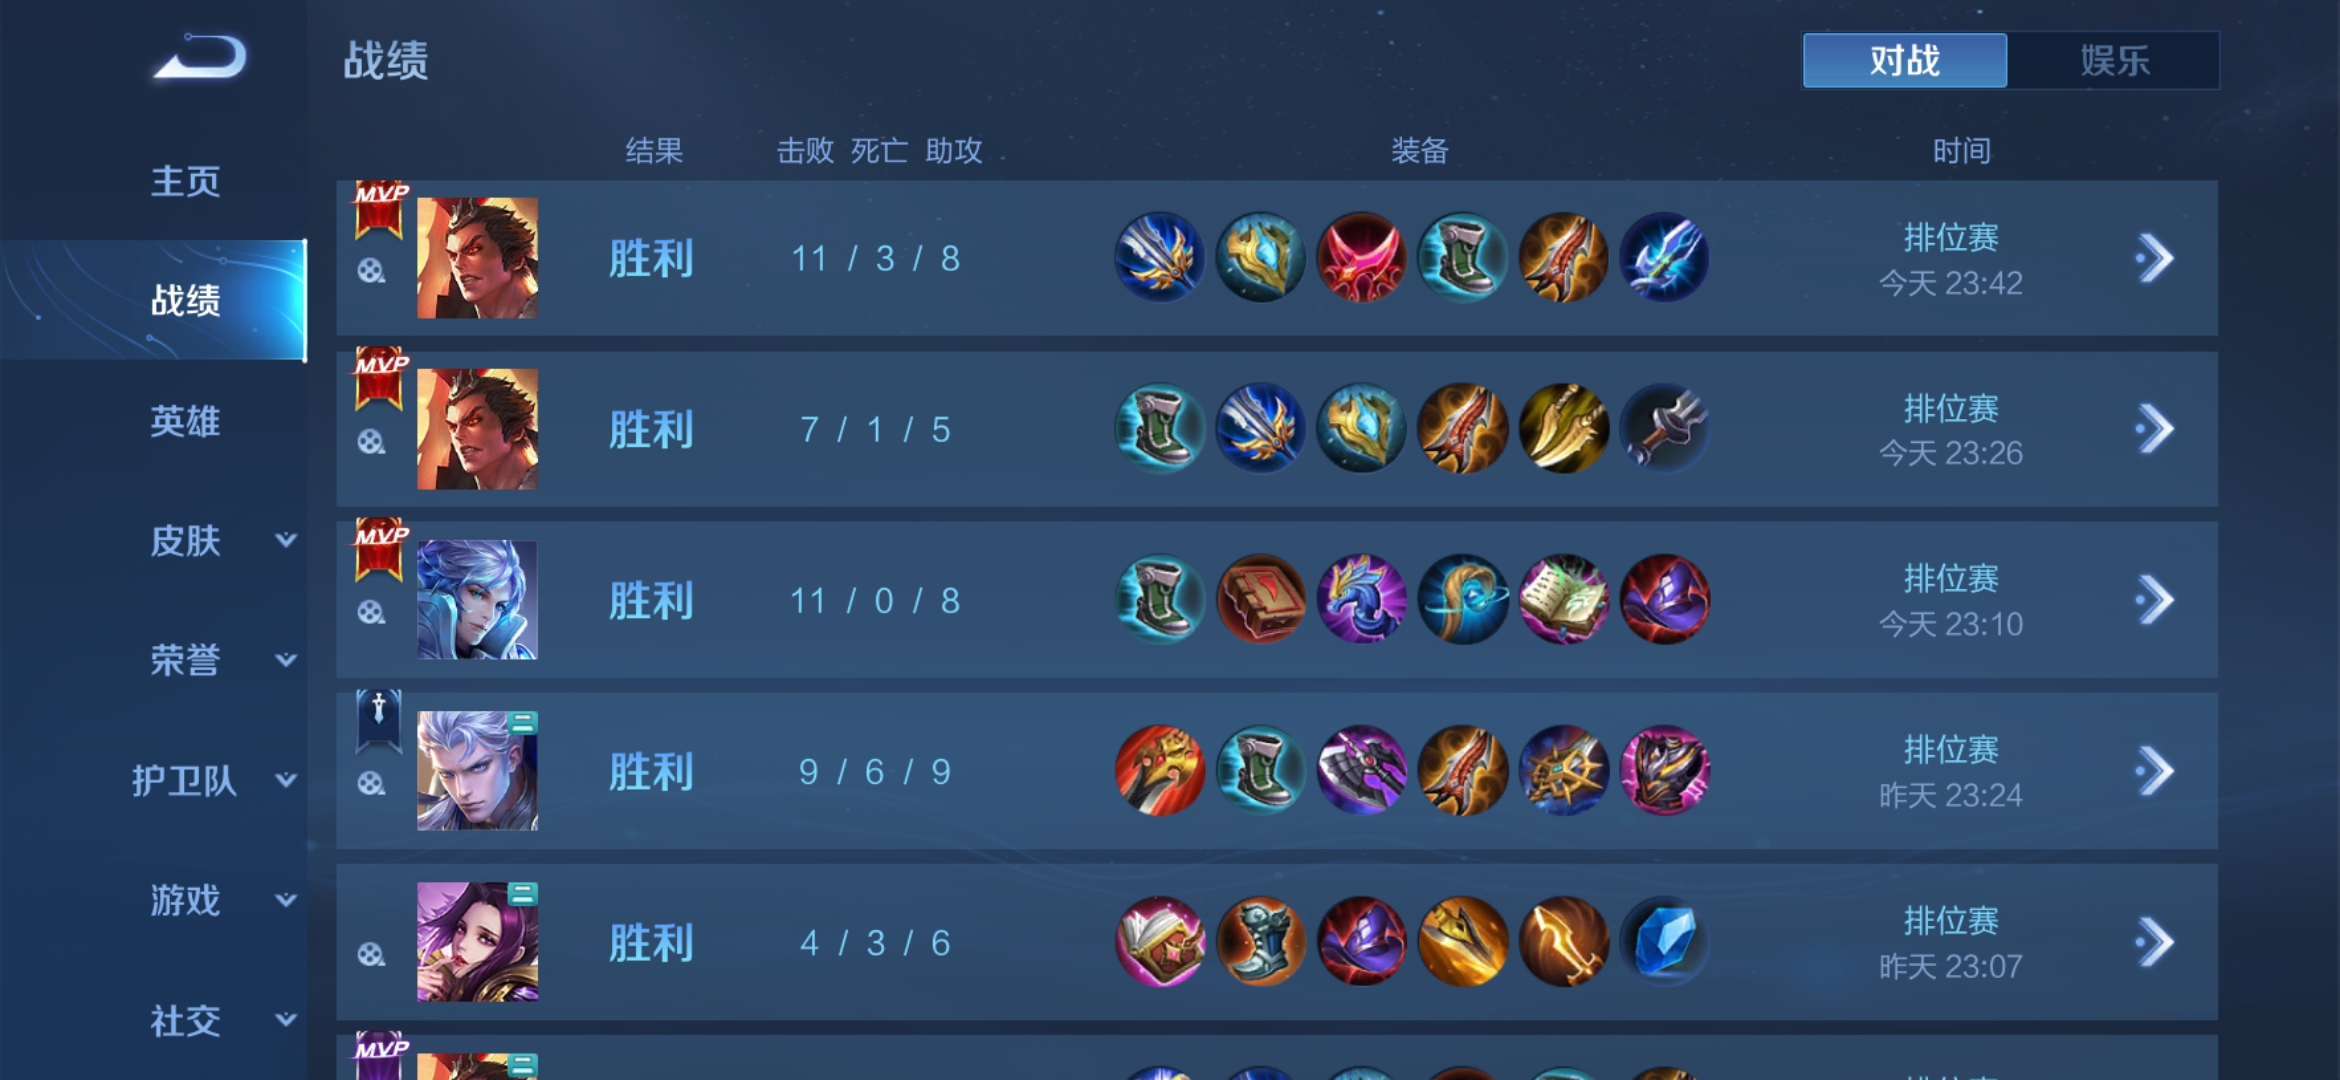 战绩
对战
娱乐
主页
战绩
英雄
皮肤
荣誉
护卫队
游戏
社交
结果
击败 死亡 助攻
装备
时间
MVP
胜利
11 / 3 / 8
排位赛
今天 23:42
MVP
胜利
7 / 1 / 5
排位赛
今天 23:26
MVP
胜利
11 / 0 / 8
排位赛
今天 23:10
二
胜利
9 / 6 / 9
排位赛
昨天 23:24
二
胜利
4 / 3 / 6
排位赛
昨天 23:07
MVP
二